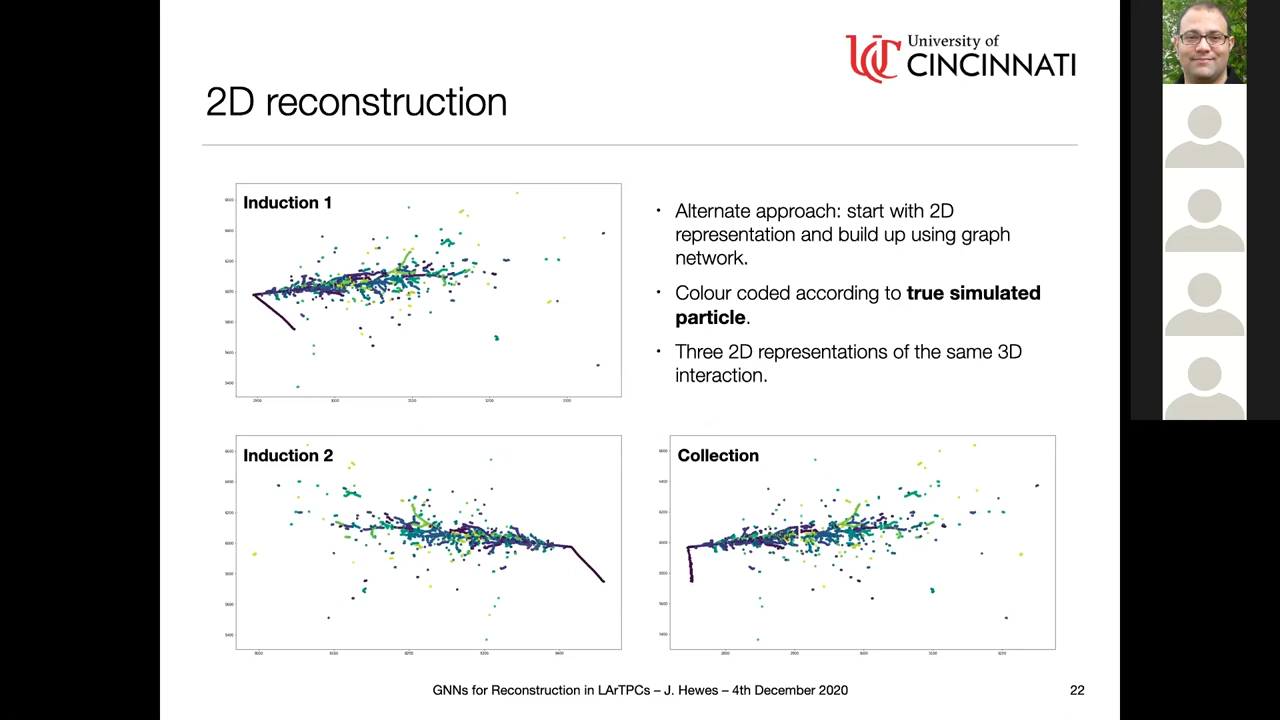 University of
CINCINNATI
2D reconstruction
Induction 1
• Alternate approach: start with 2D
representation and build up using graph
network.
• Colour coded according to true simulated
particle.
• Three 2D representations of the same 3D
interaction.
Induction 2
Collection
GNNs for Reconstruction in LArTPCs – J. Hewes – 4th December 2020
22